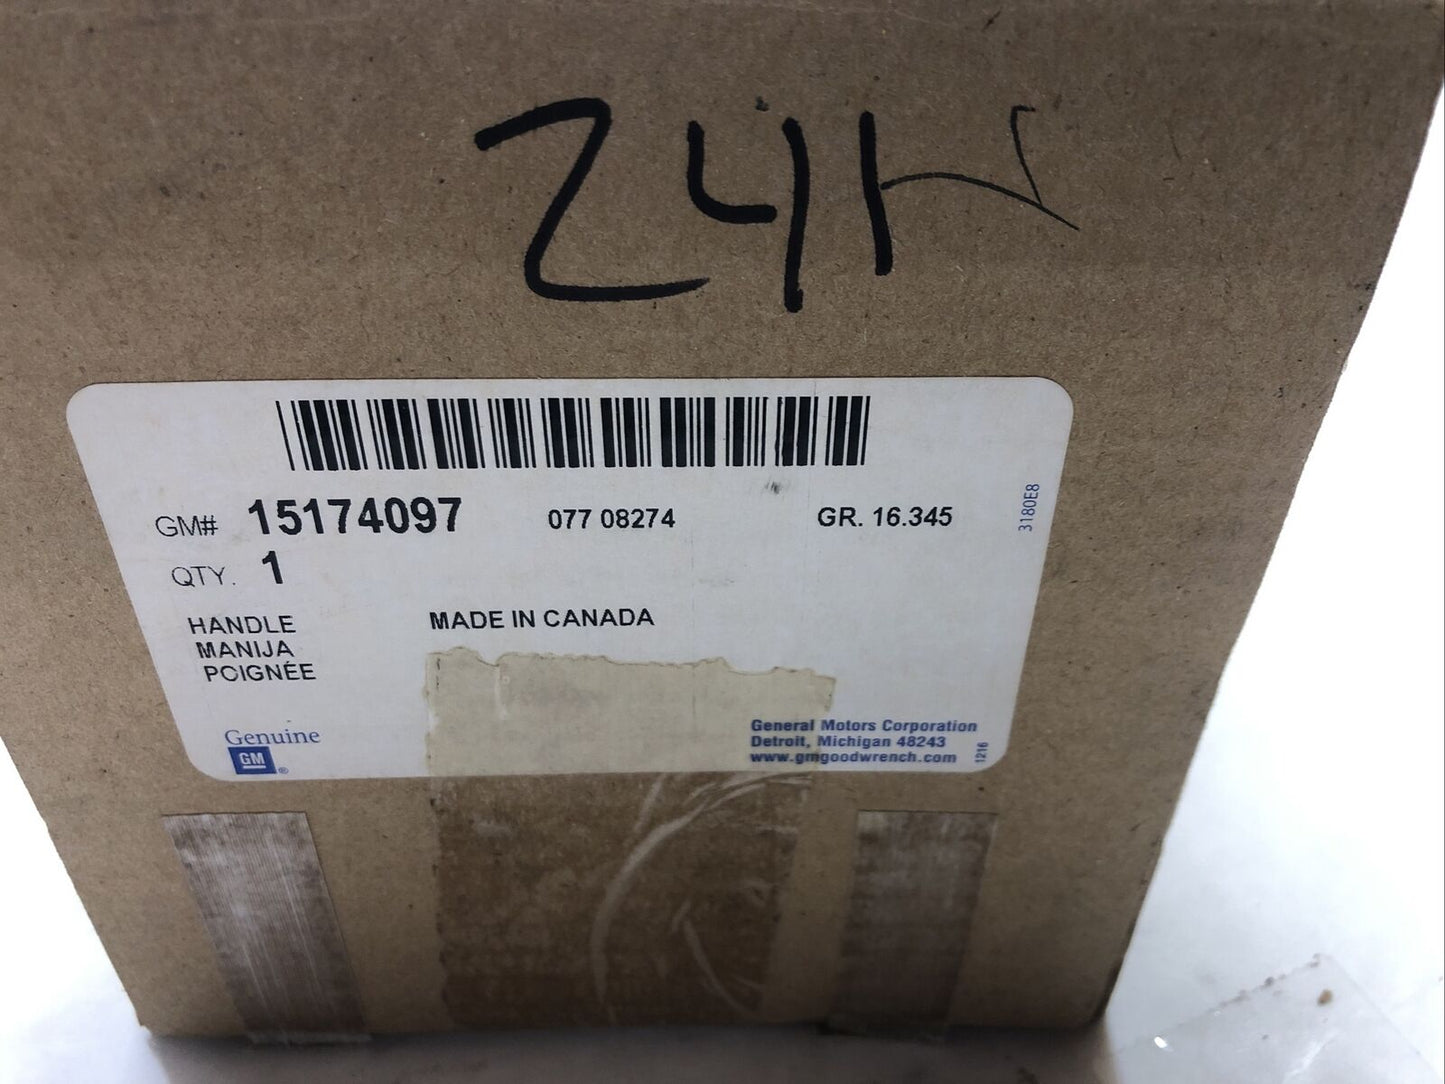 24H
GM# 15174097 077 08274 GR. 16.345
3180E8
QTY. 1
HANDLE MADE IN CANADA
MANIJA
POIGNÉE
Genuine
GM®
General Motors Corporation
Detroit, Michigan 48243
www.gmgoodwrench.com
1216